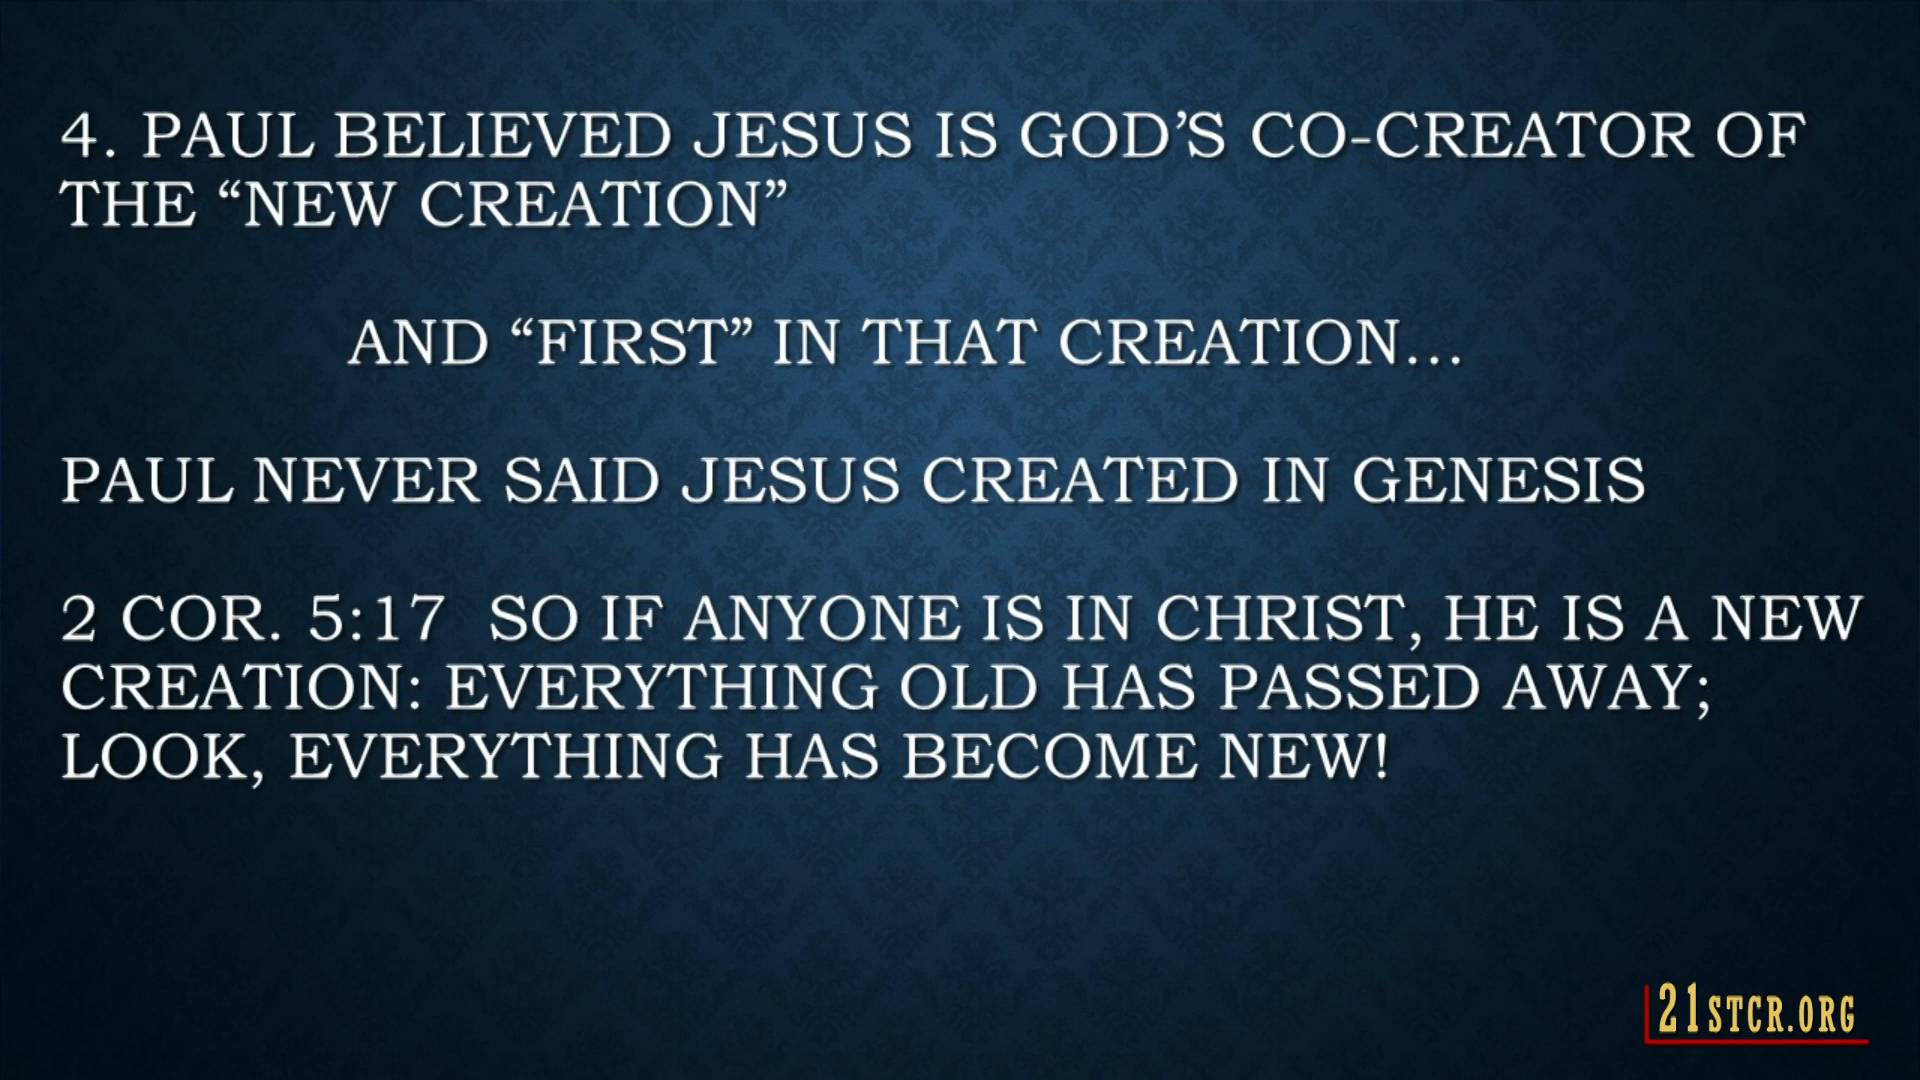 4. PAUL BELIEVED JESUS IS GOD’S CO-CREATOR OF
THE “NEW CREATION”
AND “FIRST” IN THAT CREATION...
PAUL NEVER SAID JESUS CREATED IN GENESIS
2 COR. 5:17  SO IF ANYONE IS IN CHRIST, HE IS A NEW
CREATION: EVERYTHING OLD HAS PASSED AWAY;
LOOK, EVERYTHING HAS BECOME NEW!
21STCR.ORG